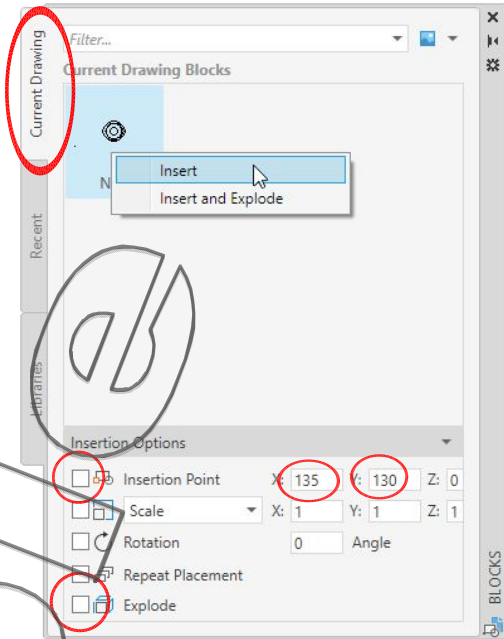 Filter...
Current Drawing
Current Drawing Blocks
Insert
Insert and Explode
Recent
Libraries
Insertion Options
Insertion Point X: 135 Y: 130 Z: 0
Scale X: 1 Y: 1 Z: 1
Rotation 0 Angle
Repeat Placement
Explode
BLOCKS